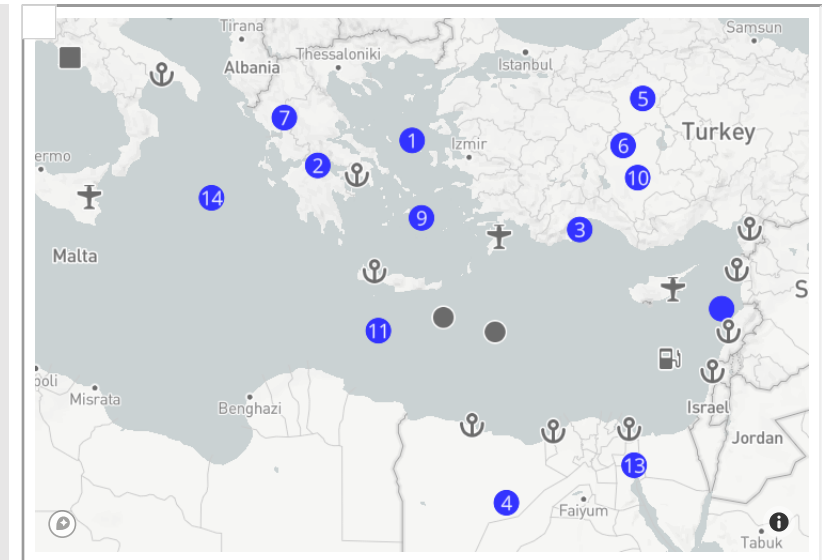 Tirana
Samsun
Thessaloniki
Istanbul
Albania
5
7
Turkey
1
6
Izmir
ermo
2
10
14
9
3
Malta
S
11
poli
Misrata
Benghazi
Israel
Jordan
13
4
Faiyum
i
Tabuk